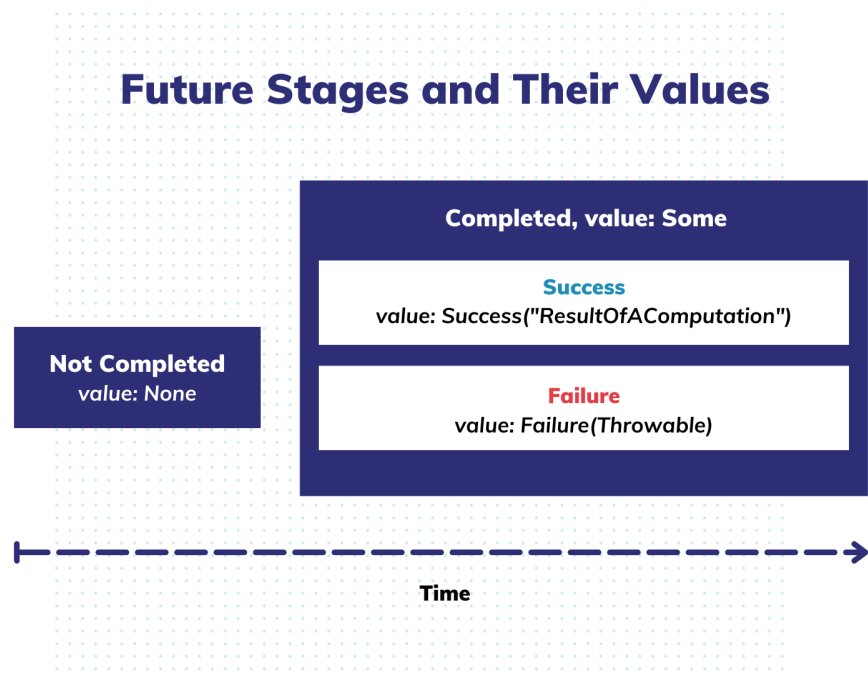 Future Stages and Their Values
Completed, value: Some
Success
value: Success("ResultOfAComputation")
Not Completed
value: None
Failure
value: Failure(Throwable)
Time